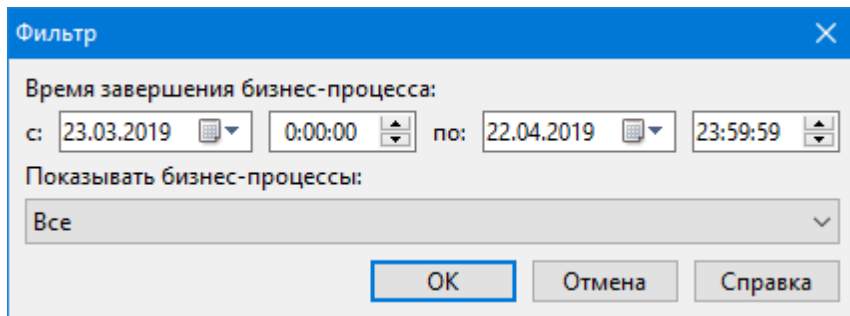 Фильтр
Время завершения бизнес-процесса:
с: 23.03.2019 0:00:00 по: 22.04.2019 23:59:59
Показывать бизнес-процессы:
Все
ОК Отмена Справка